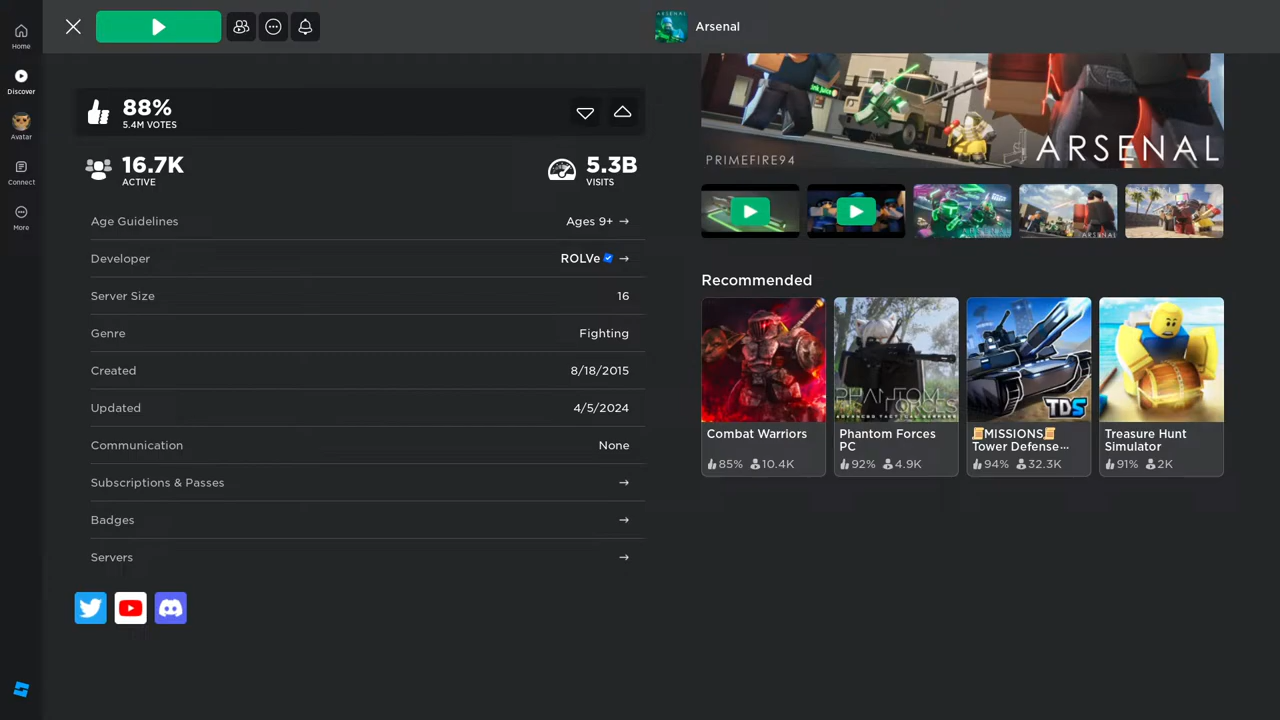 Arsenal
Home
Discover
Avatar
Connect
More
88%
5.4M VOTES
16.7K
ACTIVE
5.3B
VISITS
Age Guidelines
Ages 9+
Developer
ROLVe
Server Size
16
Genre
Fighting
Created
8/18/2015
Updated
4/5/2024
Communication
None
Subscriptions & Passes
Badges
Servers
PRIMEFIRE94
ARSENAL
ARSENAL
Recommended
PHANTOM
FORCES
TDS
Combat Warriors
85% 10.4K
Phantom Forces
PC
92% 4.9K
MISSIONS
Tower Defense...
94% 32.3K
Treasure Hunt
Simulator
91% 2K